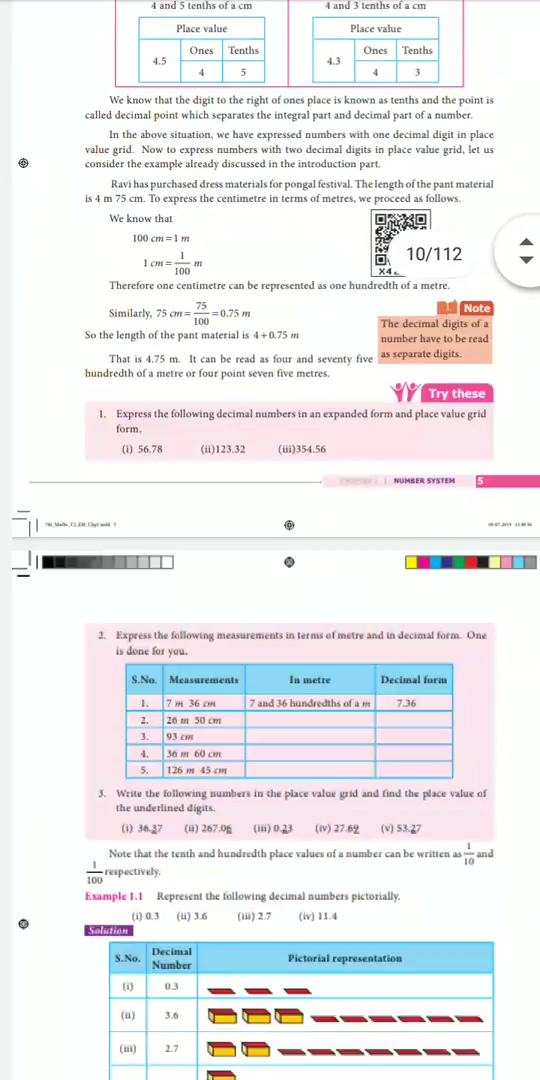 4 and 5 tenths of a cm
4 and 3 tenths of a cm
Place value
4.5
Ones Tenths
4 5
Place value
4.3
Ones Tenths
4 3
We know that the digit to the right of ones place is known as tenths and the point is
called decimal point which separates the integral part and decimal part of a number.
In the above situation, we have expressed numbers with one decimal digit in place
value grid. Now to express numbers with two decimal digits in place value grid, let us
consider the example already discussed in the introduction part.
Ravi has purchased dress materials for pongal festival. The length of the pant material
is 4 m 75 cm. To express the centimetre in terms of metres, we proceed as follows.
We know that
100 cm = 1 m
1 cm = 1/100 m
10/112
Therefore one centimetre can be represented as one hundredth of a metre.
Similarly, 75 cm = 75/100 = 0.75 m
So the length of the pant material is 4 + 0.75 m
Note
The decimal digits of a
number have to be read
as separate digits.
That is 4.75 m. It can be read as four and seventy five
hundredth of a metre or four point seven five metres.
Try these
1. Express the following decimal numbers in an expanded form and place value grid
form.
(i) 56.78 (ii)123.32 (iii)354.56
NUMBER SYSTEM 5
2. Express the following measurements in terms of metre and in decimal form. One
is done for you.
S.No. Measurements In metre Decimal form
1. 7 m 36 cm 7 and 36 hundredths of a m 7.36
2. 26 m 50 cm
3. 93 cm
4. 36 m 60 cm
5. 126 m 45 cm
3. Write the following numbers in the place value grid and find the place value of
the underlined digits.
(i) 36.37 (ii) 267.06 (iii) 0.23 (iv) 27.69 (v) 53.27
Note that the tenth and hundredth place values of a number can be written as 1/10 and
1/100 respectively.
Example 1.1 Represent the following decimal numbers pictorially.
(i) 0.3 (ii) 3.6 (iii) 2.7 (iv) 11.4
Solution
S.No. Decimal Number Pictorial representation
(i) 0.3
(ii) 3.6
(iii) 2.7